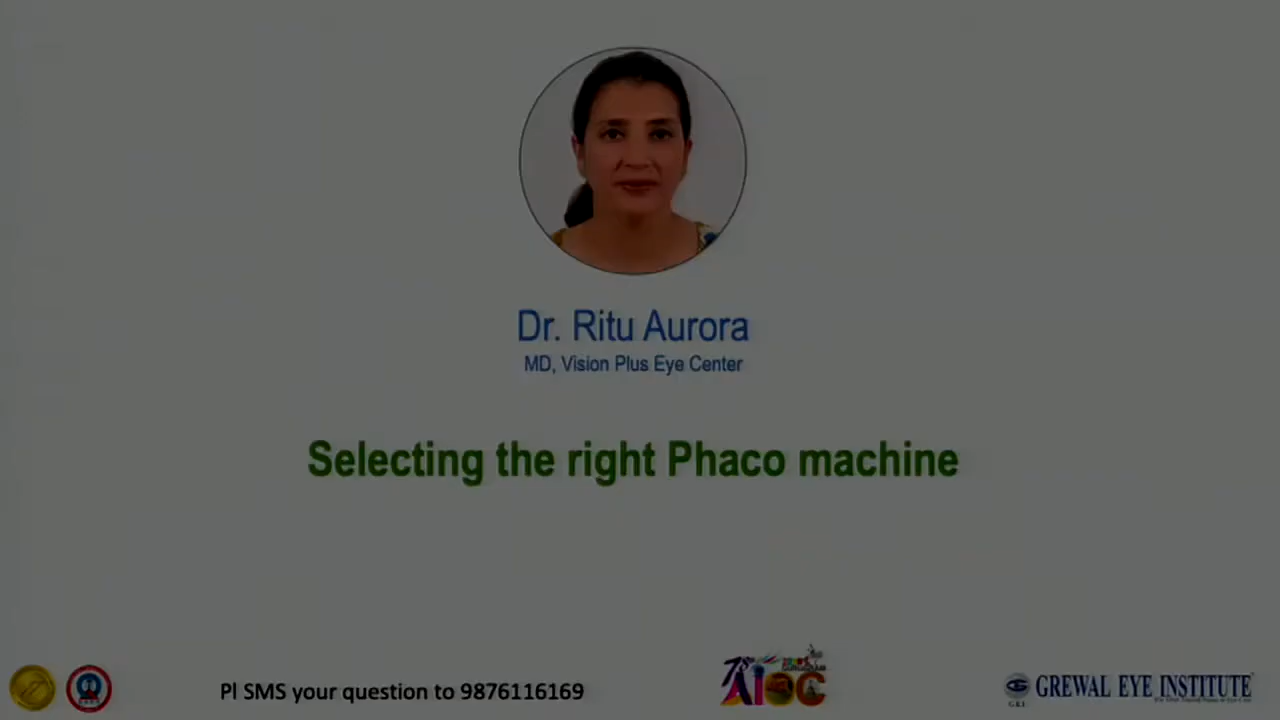 Dr. Ritu Aurora
MD, Vision Plus Eye Center
Selecting the right Phaco machine
Pl SMS your question to 9876116169
AIOC
GREWAL EYE INSTITUTE
G.E.I